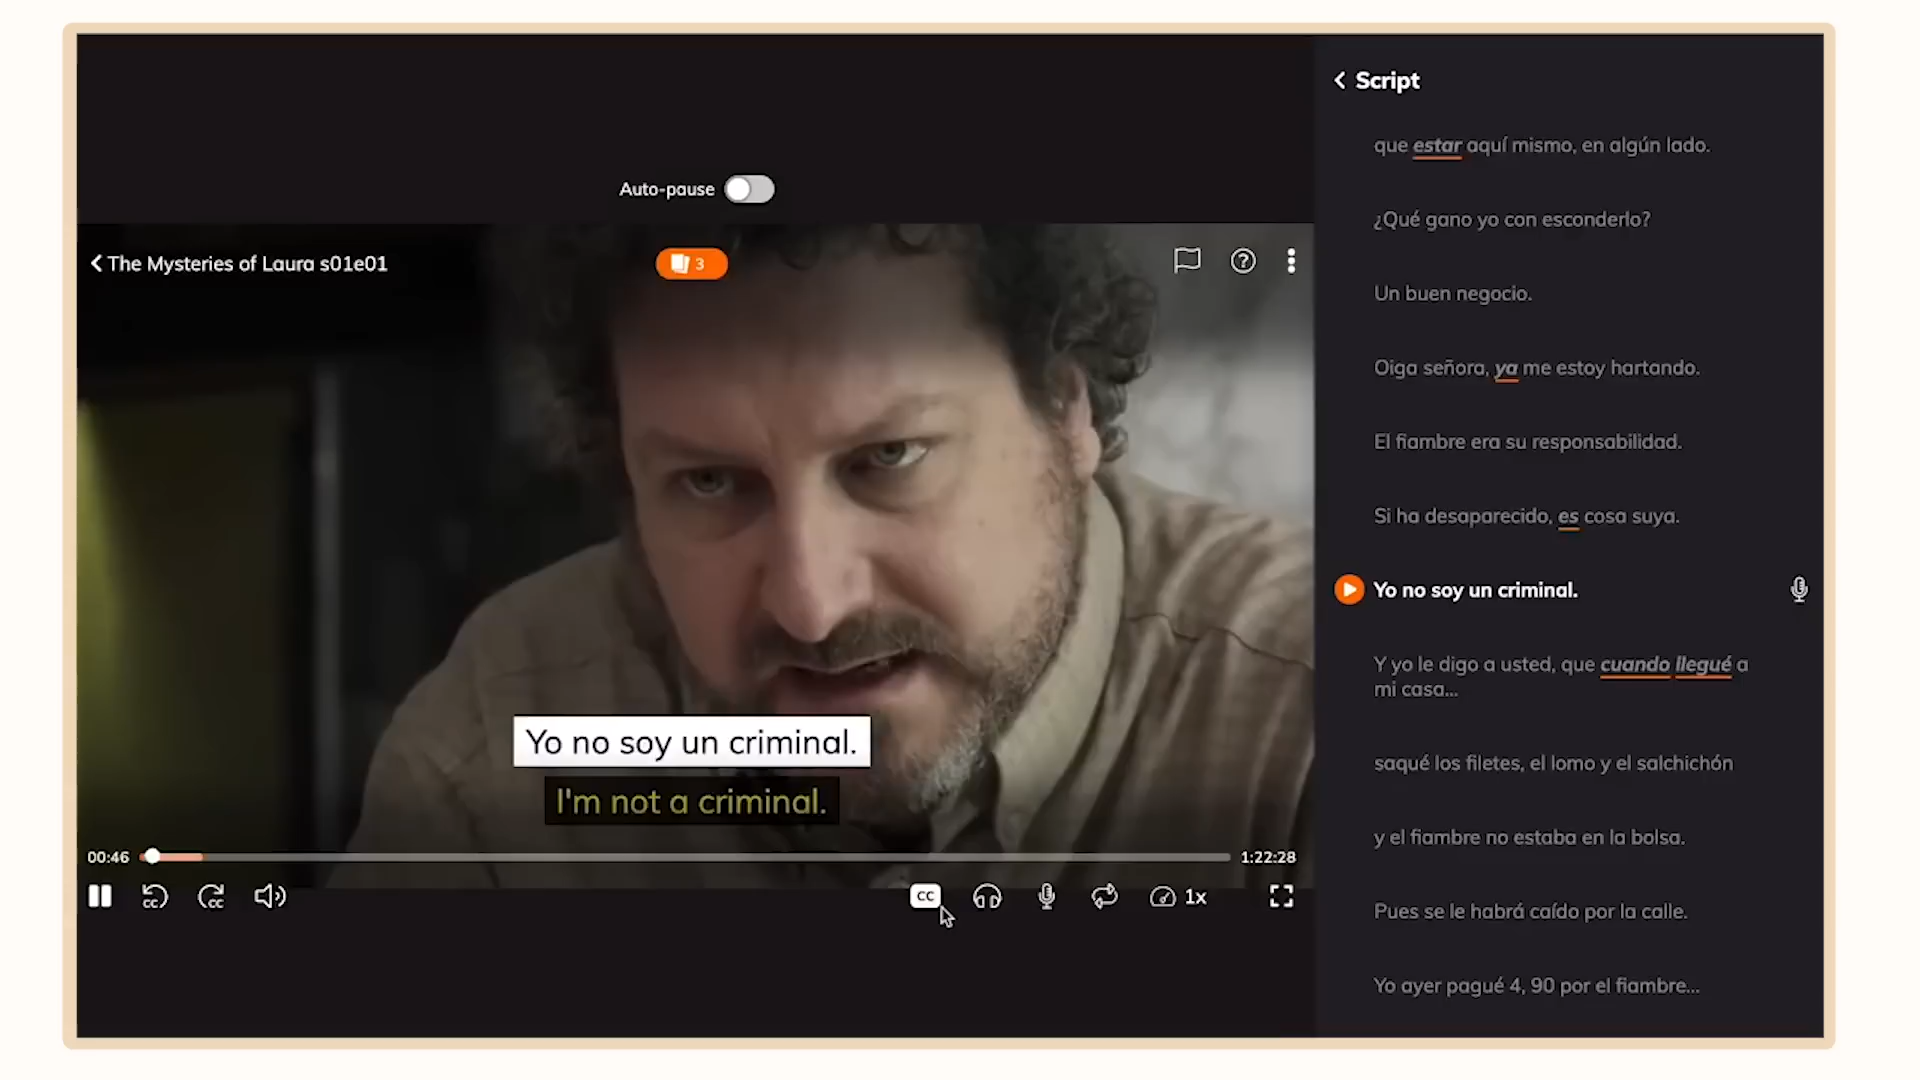 Auto-pause
The Mysteries of Laura s01e01
3
Yo no soy un criminal.
I'm not a criminal.
00:46
1:22:28
CC
CC
CC
1x
Script
que estar aquí mismo, en algún lado.
¿Qué gano yo con esconderlo?
Un buen negocio.
Oiga señora, ya me estoy hartando.
El fiambre era su responsabilidad.
Si ha desaparecido, es cosa suya.
Yo no soy un criminal.
Y yo le digo a usted, que cuando llegué a
mi casa...
saqué los filetes, el lomo y el salchichón
y el fiambre no estaba en la bolsa.
Pues se le habrá caído por la calle.
Yo ayer pagué 4, 90 por el fiambre...